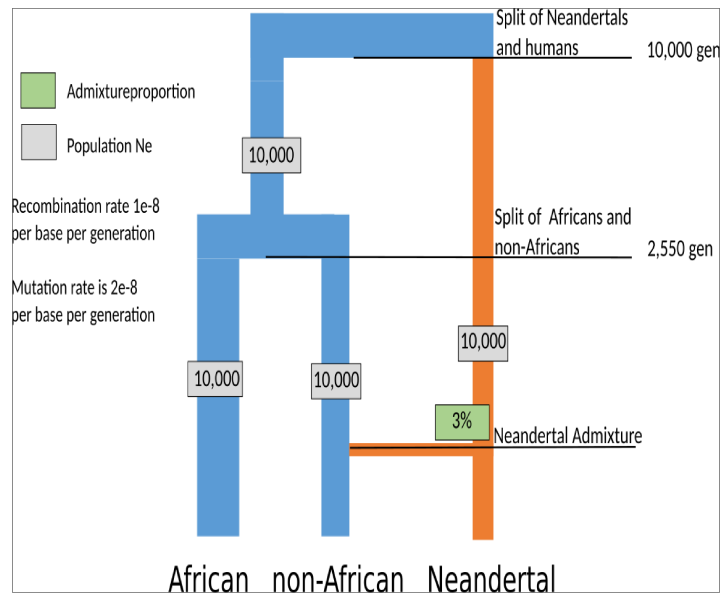 Split of Neandertals
and humans
10,000 gen
Admixtureproportion
Population Ne
10,000
Recombination rate 1e-8
per base per generation
Split of Africans and
non-Africans
2,550 gen
Mutation rate is 2e-8
per base per generation
10,000
10,000
10,000
3%
Neandertal Admixture
African non-African Neandertal